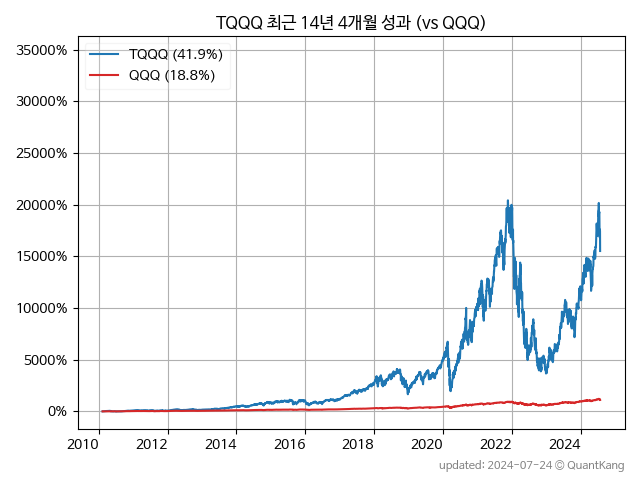 TQQQ 최근 14년 4개월 성과 (vs QQQ)
TQQQ (41.9%)
QQQ (18.8%)
35000%
30000%
25000%
20000%
15000%
10000%
5000%
0%
2010 2012 2014 2016 2018 2020 2022 2024
updated: 2024-07-24 © QuantKang